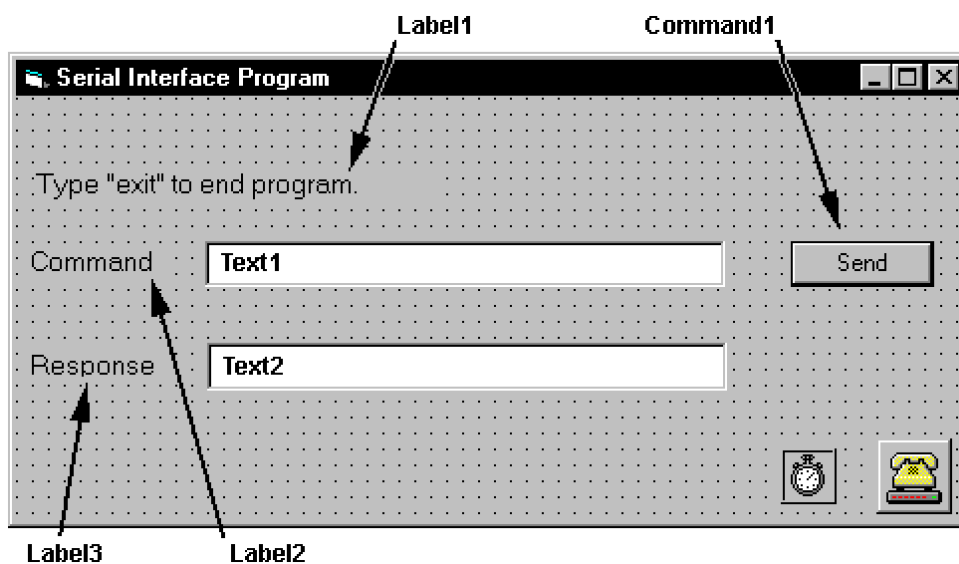 Label1 Command1
Serial Interface Program
Type "exit" to end program.
Command Text1 Send
Response Text2
Label3 Label2